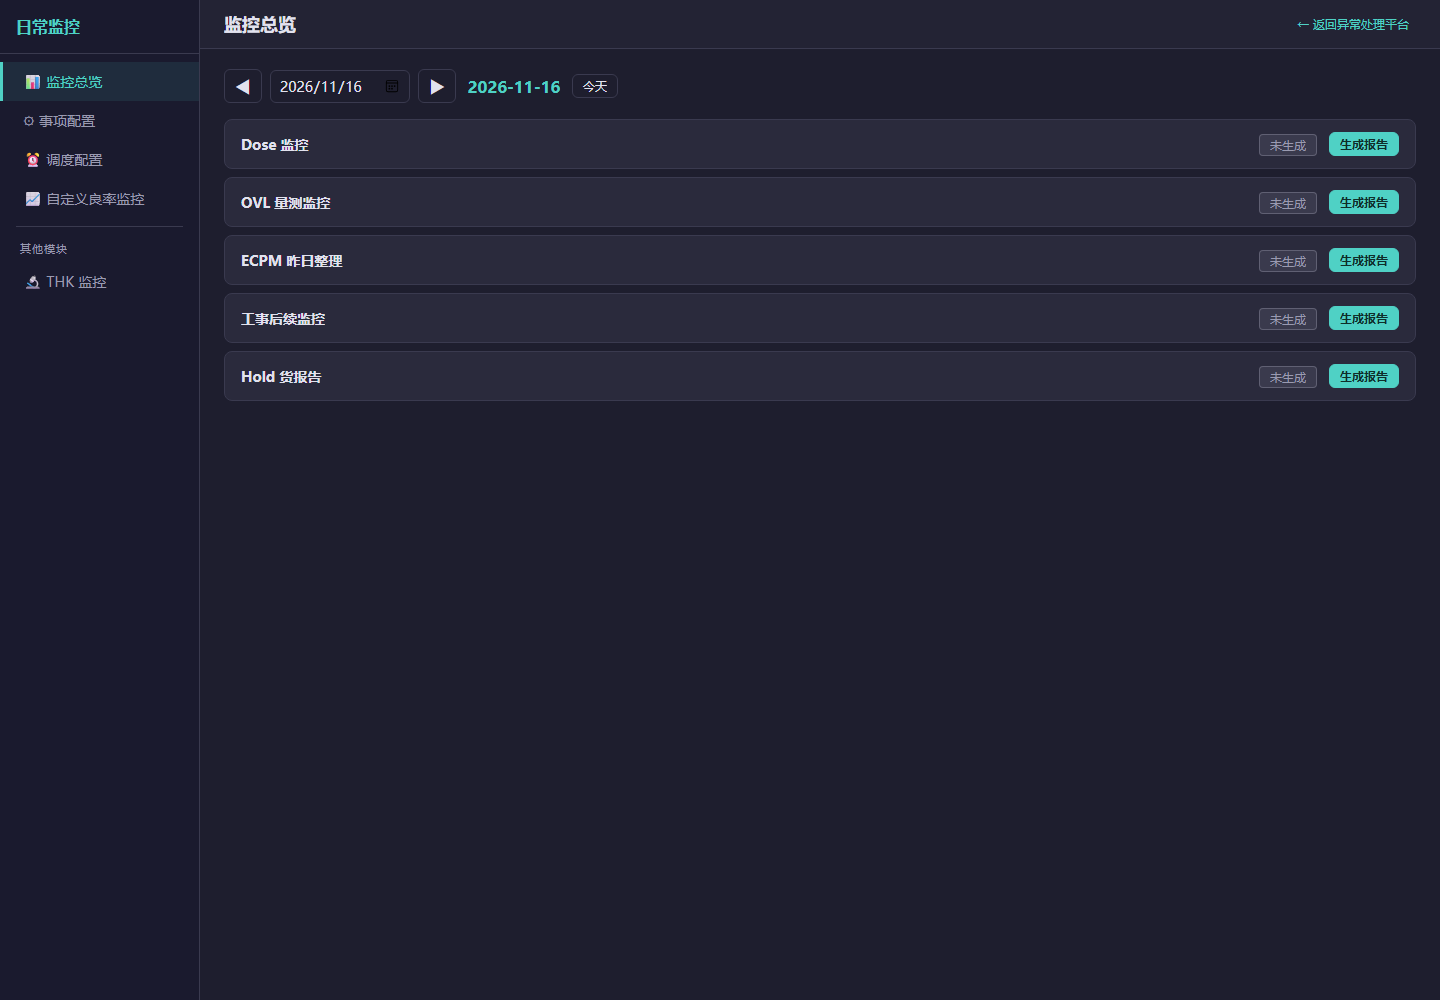 日常监控
监控总览
事项配置
调度配置
自定义良率监控
其他模块
THK 监控
监控总览
← 返回异常处理平台
◀ 2026/11/16 ▶ 2026-11-16 今天
Dose 监控 未生成 生成报告
OVL 量测监控 未生成 生成报告
ECPM 昨日整理 未生成 生成报告
工事后续监控 未生成 生成报告
Hold 货报告 未生成 生成报告